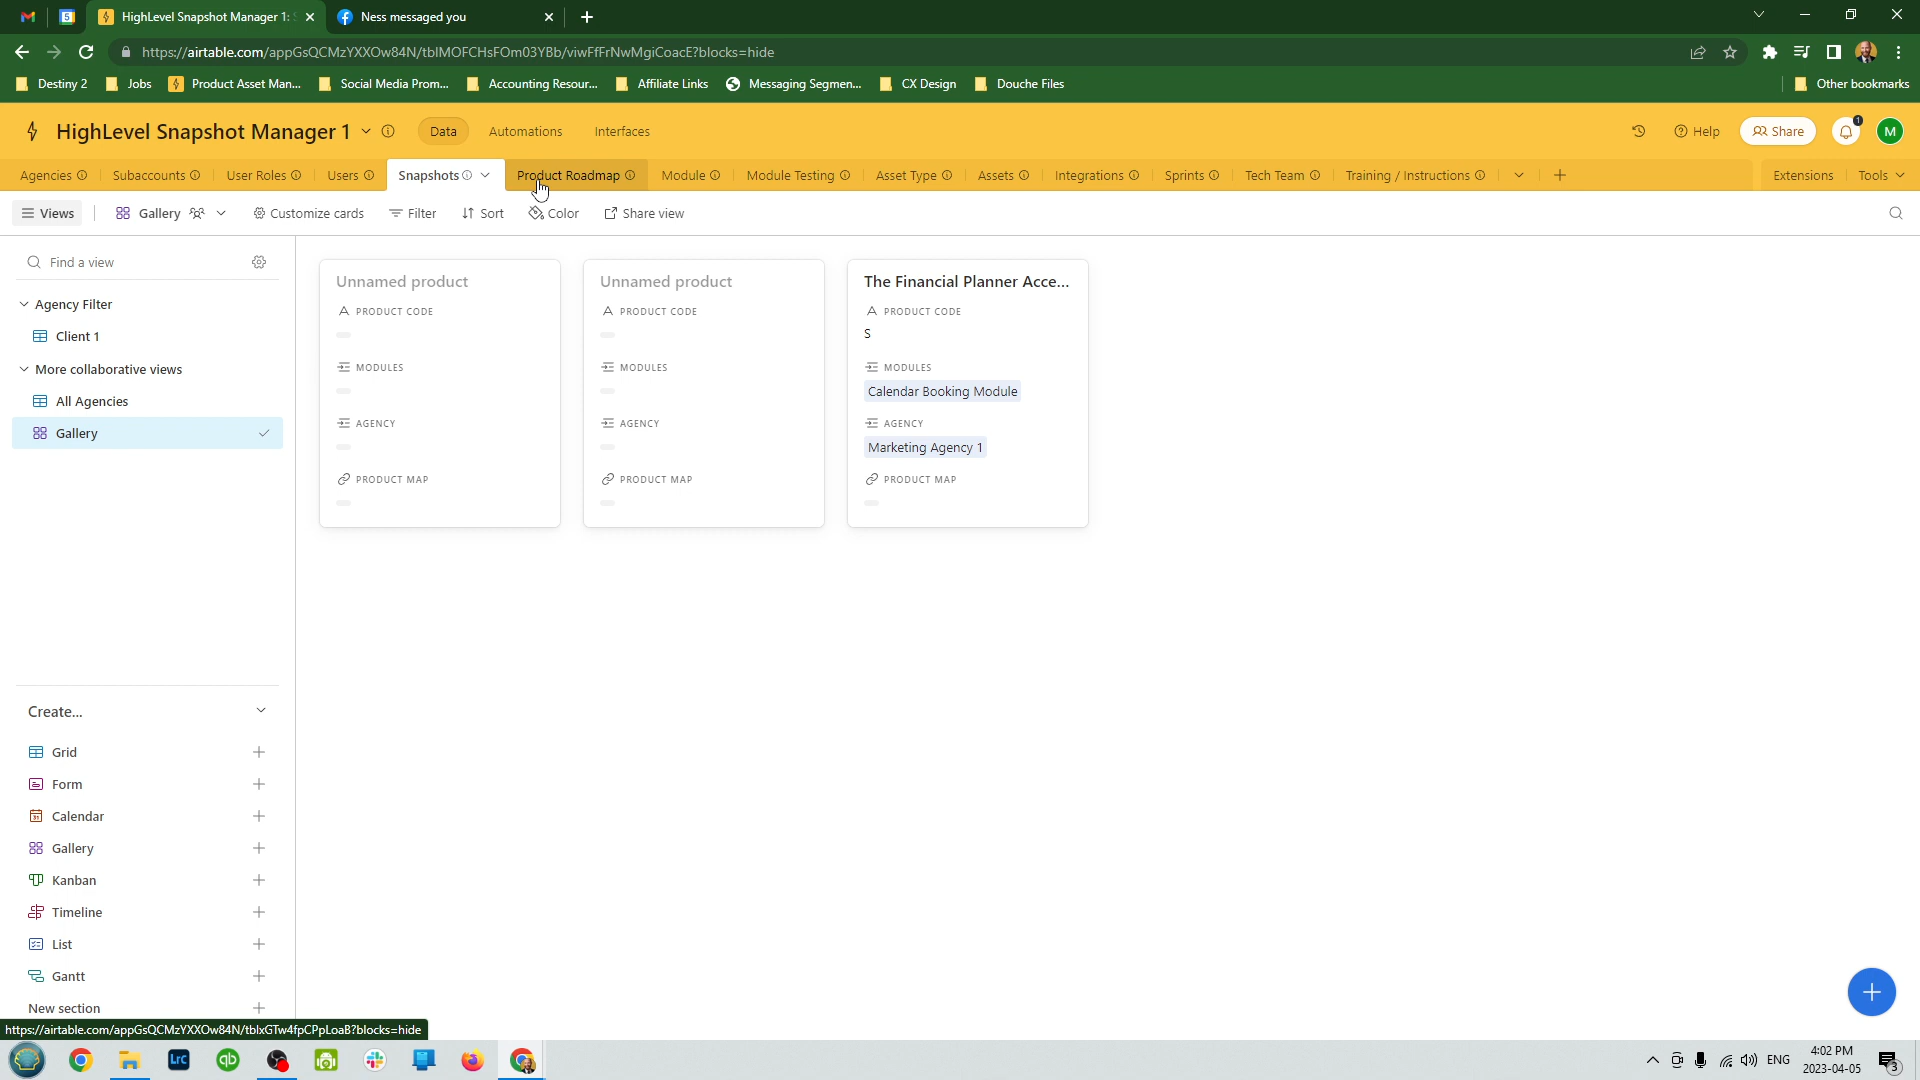 HighLevel Snapshot Manager 1: S
Ness messaged you
https://airtable.com/appGsQCMzYXXOw84N/tblMOFCHsFOm03YBb/viwFfFrNwMgiCoacE?blocks=hide
Destiny 2 Jobs Product Asset Man... Social Media Prom... Accounting Resour... Affiliate Links Messaging Segmen... CX Design Douche Files Other bookmarks
HighLevel Snapshot Manager 1 Data Automations Interfaces Help Share 1 M
Agencies Subaccounts User Roles Users Snapshots Product Roadmap Module Module Testing Asset Type Assets Integrations Sprints Tech Team Training / Instructions Extensions Tools
Views Gallery Customize cards Filter Sort Color Share view
Find a view
Agency Filter
Client 1
More collaborative views
All Agencies
Gallery
Create...
Grid
Form
Calendar
Gallery
Kanban
Timeline
List
Gantt
New section
Unnamed product
PRODUCT CODE
MODULES
AGENCY
PRODUCT MAP
Unnamed product
PRODUCT CODE
MODULES
AGENCY
PRODUCT MAP
The Financial Planner Acce...
PRODUCT CODE
S
MODULES
Calendar Booking Module
AGENCY
Marketing Agency 1
PRODUCT MAP
https://airtable.com/appGsQCMzYXXOw84N/tblxGTw4fpCPpLoaB?blocks=hide
Lrc qb
ENG
4:02 PM
2023-04-05
3